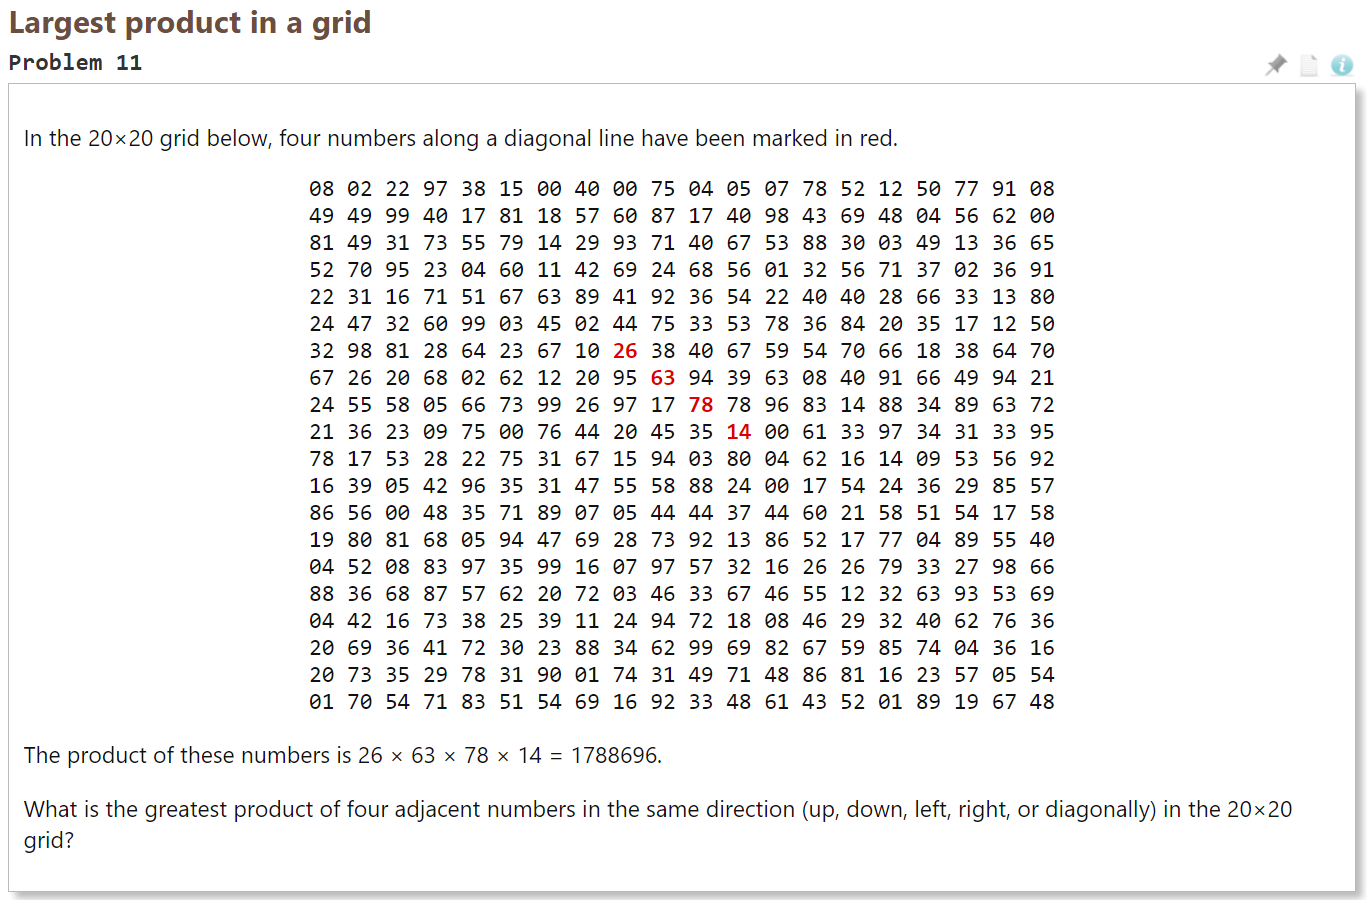 Largest product in a grid
Problem 11
In the 20×20 grid below, four numbers along a diagonal line have been marked in red.
08 02 22 97 38 15 00 40 00 75 04 05 07 78 52 12 50 77 91 08
49 49 99 40 17 81 18 57 60 87 17 40 98 43 69 48 04 56 62 00
81 49 31 73 55 79 14 29 93 71 40 67 53 88 30 03 49 13 36 65
52 70 95 23 04 60 11 42 69 24 68 56 01 32 56 71 37 02 36 91
22 31 16 71 51 67 63 89 41 92 36 54 22 40 40 28 66 33 13 80
24 47 32 60 99 03 45 02 44 75 33 53 78 36 84 20 35 17 12 50
32 98 81 28 64 23 67 10 26 38 40 67 59 54 70 66 18 38 64 70
67 26 20 68 02 62 12 20 95 63 94 39 63 08 40 91 66 49 94 21
24 55 58 05 66 73 99 26 97 17 78 78 96 83 14 88 34 89 63 72
21 36 23 09 75 00 76 44 20 45 35 14 00 61 33 97 34 31 33 95
78 17 53 28 22 75 31 67 15 94 03 80 04 62 16 14 09 53 56 92
16 39 05 42 96 35 31 47 55 58 88 24 00 17 54 24 36 29 85 57
86 56 00 48 35 71 89 07 05 44 44 37 44 60 21 58 51 54 17 58
19 80 81 68 05 94 47 69 28 73 92 13 86 52 17 77 04 89 55 40
04 52 08 83 97 35 99 16 07 97 57 32 16 26 26 79 33 27 98 66
88 36 68 87 57 62 20 72 03 46 33 67 46 55 12 32 63 93 53 69
04 42 16 73 38 25 39 11 24 94 72 18 08 46 29 32 40 62 76 36
20 69 36 41 72 30 23 88 34 62 99 69 82 67 59 85 74 04 36 16
20 73 35 29 78 31 90 01 74 31 49 71 48 86 81 16 23 57 05 54
01 70 54 71 83 51 54 69 16 92 33 48 61 43 52 01 89 19 67 48
The product of these numbers is 26 × 63 × 78 × 14 = 1788696.
What is the greatest product of four adjacent numbers in the same direction (up, down, left, right, or diagonally) in the 20×20
grid?